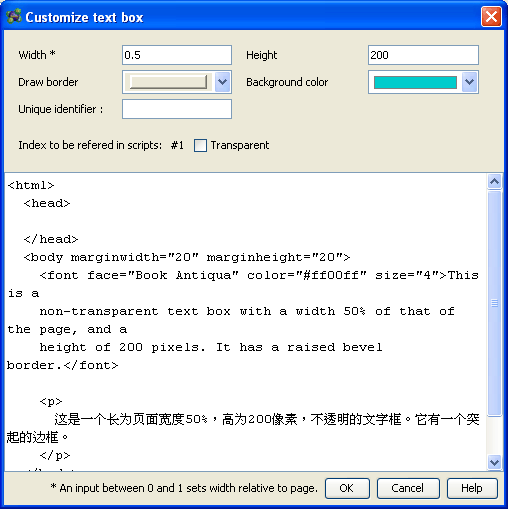 Customize text box
Width * 0.5 Height 200
Draw border Background color
Unique identifier :
Index to be refered in scripts: #1 Transparent
<html>
<head>
</head>
<body marginwidth="20" marginheight="20">
<font face="Book Antiqua" color="#ff00ff" size="4">This
is a
non-transparent text box with a width 50% of that of
the page, and a
height of 200 pixels. It has a raised bevel
border.</font>
<p>
这是一个长为页面宽度50%，高为200像素，不透明的文字框。它有一个突
起的边框。
</p>
* An input between 0 and 1 sets width relative to page. OK Cancel Help